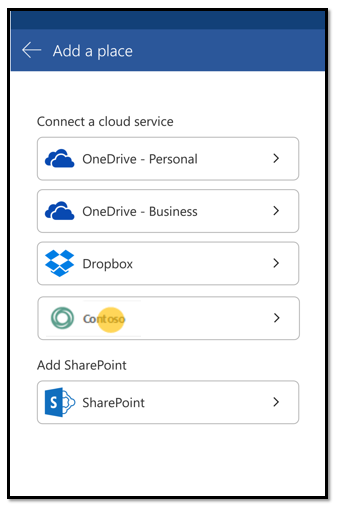 Add a place
Connect a cloud service
OneDrive - Personal
OneDrive - Business
Dropbox
Contoso
Add SharePoint
S
SharePoint